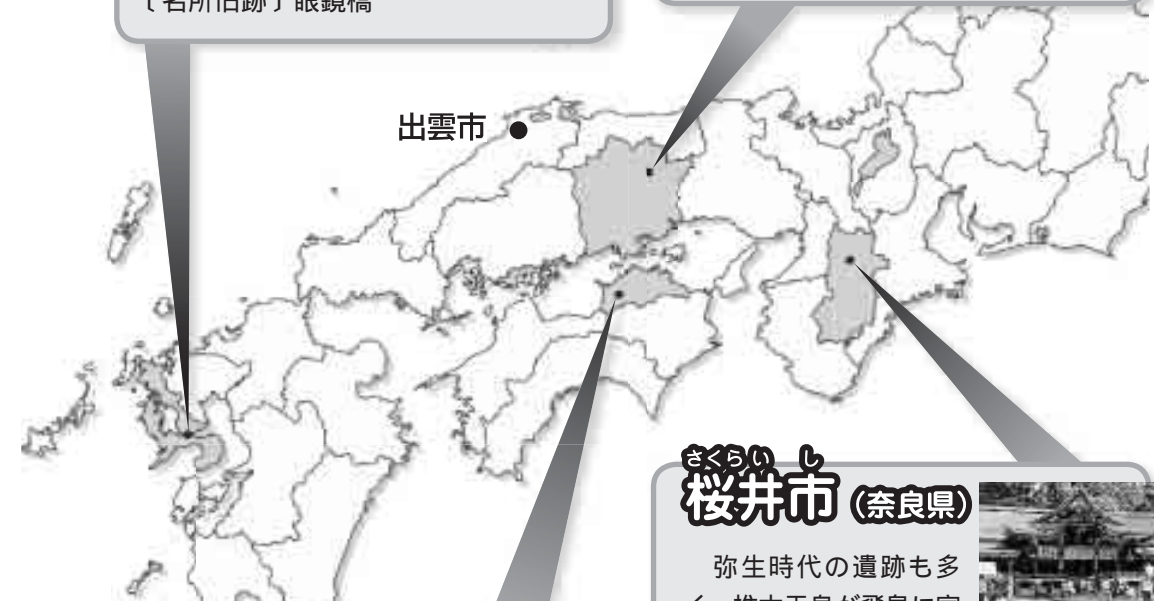 〔名所旧跡〕眼鏡橋
出雲市
さくらい し
桜井市（奈良県）
弥生時代の遺跡も多